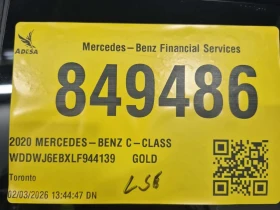 ADESA
Mercedes-Benz Financial Services
849486
2020 MERCEDES-BENZ C-CLASS
WDDWJ6EBXLF944139 GOLD
Toronto
02/03/2026 13:44:47 DN